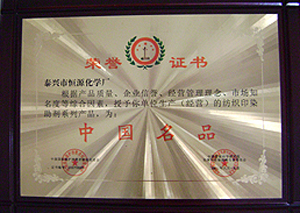 荣誉证书
泰兴市恒源化学厂
根据产品质量、企业信誉、经营管理理念、市场知
名度等综合因素，授予你单位生产（经营）的纺织印染
助剂系列产品，为：
中国名品